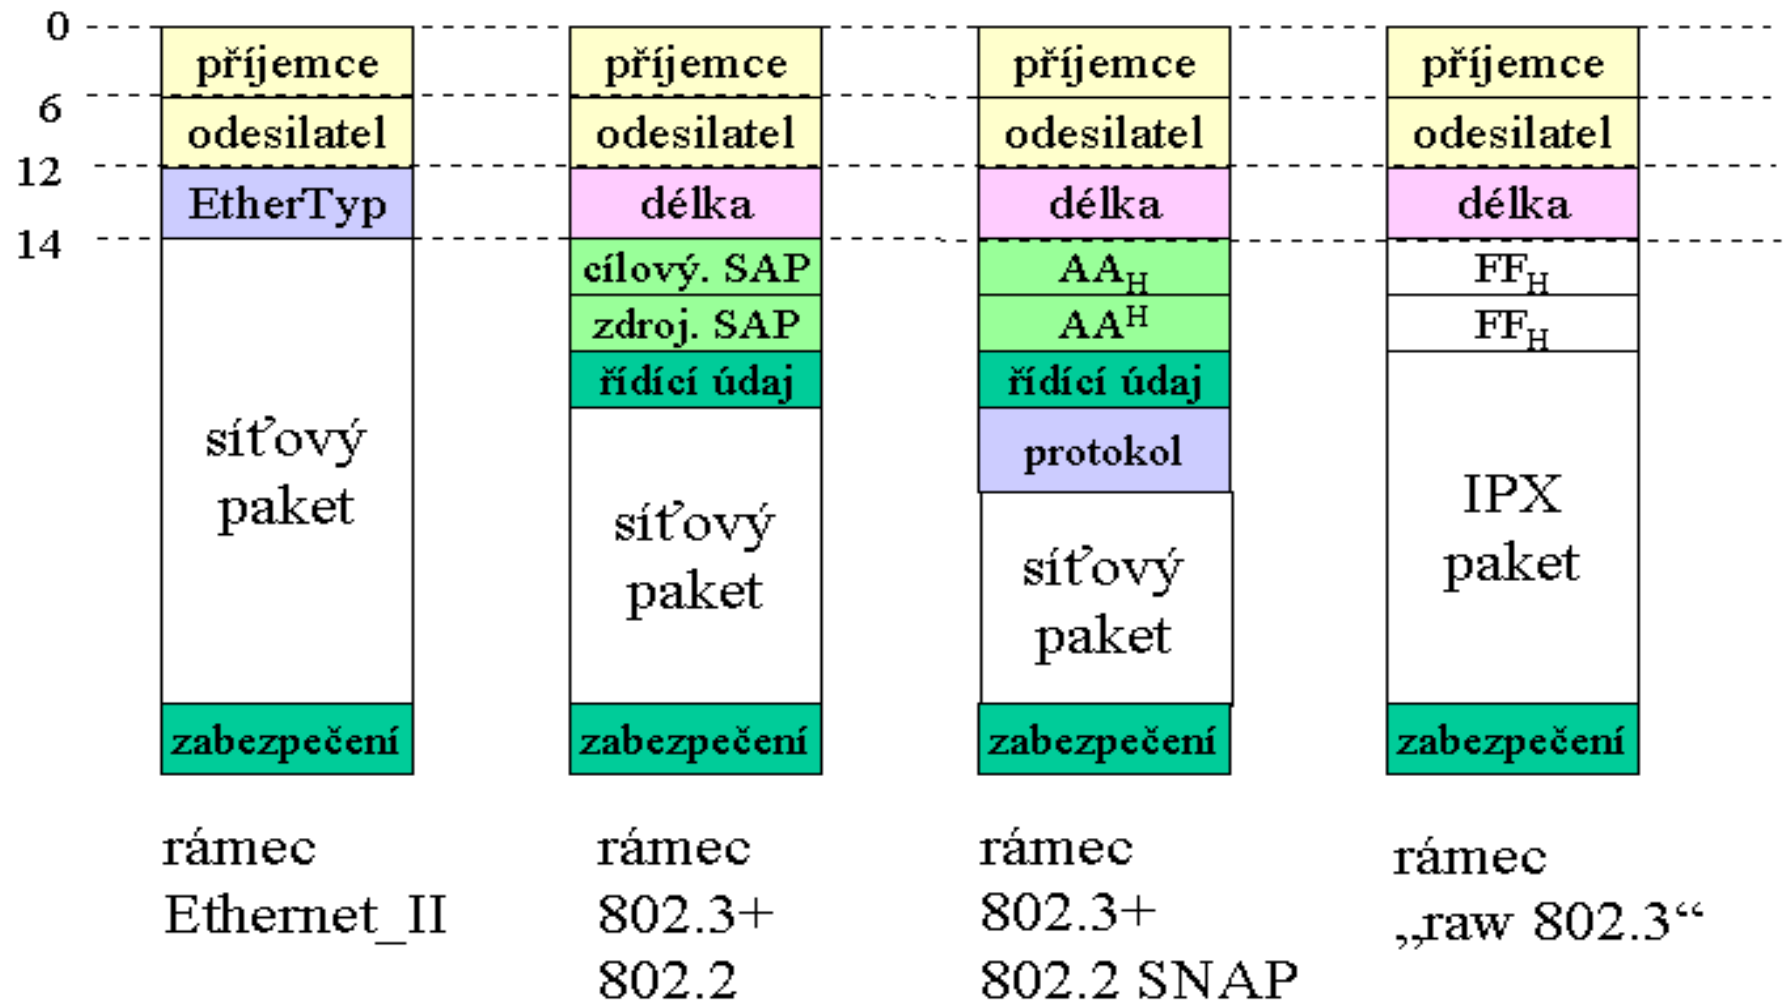 0
6
12
14
příjemce
odesilatel
EtherTyp
síťový
paket
zabezpečení
rámec
Ethernet_II
příjemce
odesilatel
délka
cílový. SAP
zdroj. SAP
řídící údaj
síťový
paket
zabezpečení
rámec
802.3+
802.2
příjemce
odesilatel
délka
AAH
AAH
řídící údaj
protokol
síťový
paket
zabezpečení
rámec
802.3+
802.2 SNAP
příjemce
odesilatel
délka
FFH
FFH
IPX
paket
zabezpečení
rámec
„raw 802.3“